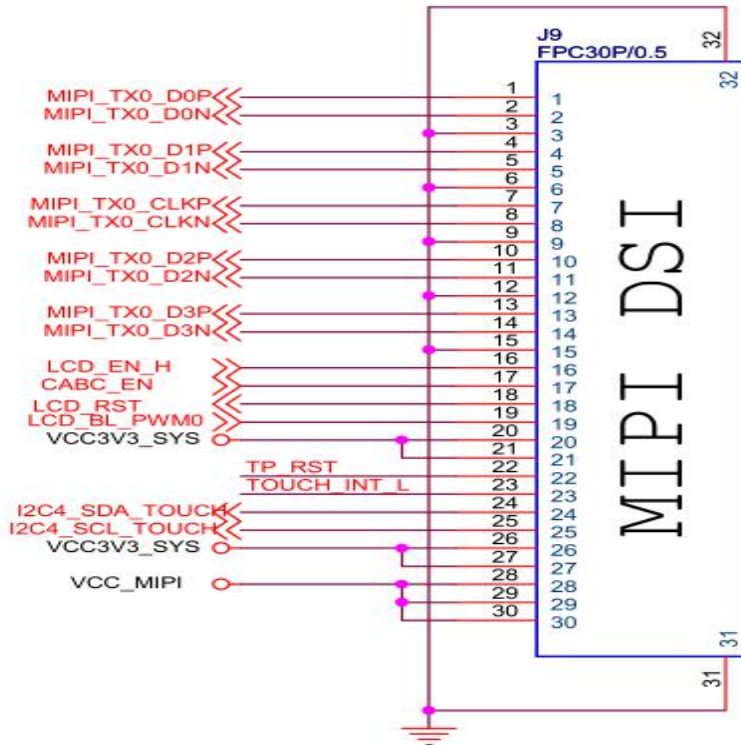 32
J9
FPC30P/0.5
32
MIPI_TX0_D0P 1 1
MIPI_TX0_D0N 2 2
3 3
MIPI_TX0_D1P 4 4
MIPI_TX0_D1N 5 5
6 6
MIPI_TX0_CLKP 7 7
MIPI_TX0_CLKN 8 8
9 9
MIPI_TX0_D2P 10 10
MIPI_TX0_D2N 11 11
12 12
MIPI_TX0_D3P 13 13
MIPI_TX0_D3N 14 14
15 15
LCD_EN_H 16 16
CABC_EN 17 17
LCD_RST 18 18
LCD_BL_PWM0 19 19
VCC3V3_SYS 20 20
21 21
TP_RST 22 22
TOUCH_INT_L 23 23
I2C4_SDA_TOUCH 24 24
I2C4_SCL_TOUCH 25 25
VCC3V3_SYS 26 26
27 27
VCC_MIPI 28 28
29 29
30 30
MIPI DSI
31
31